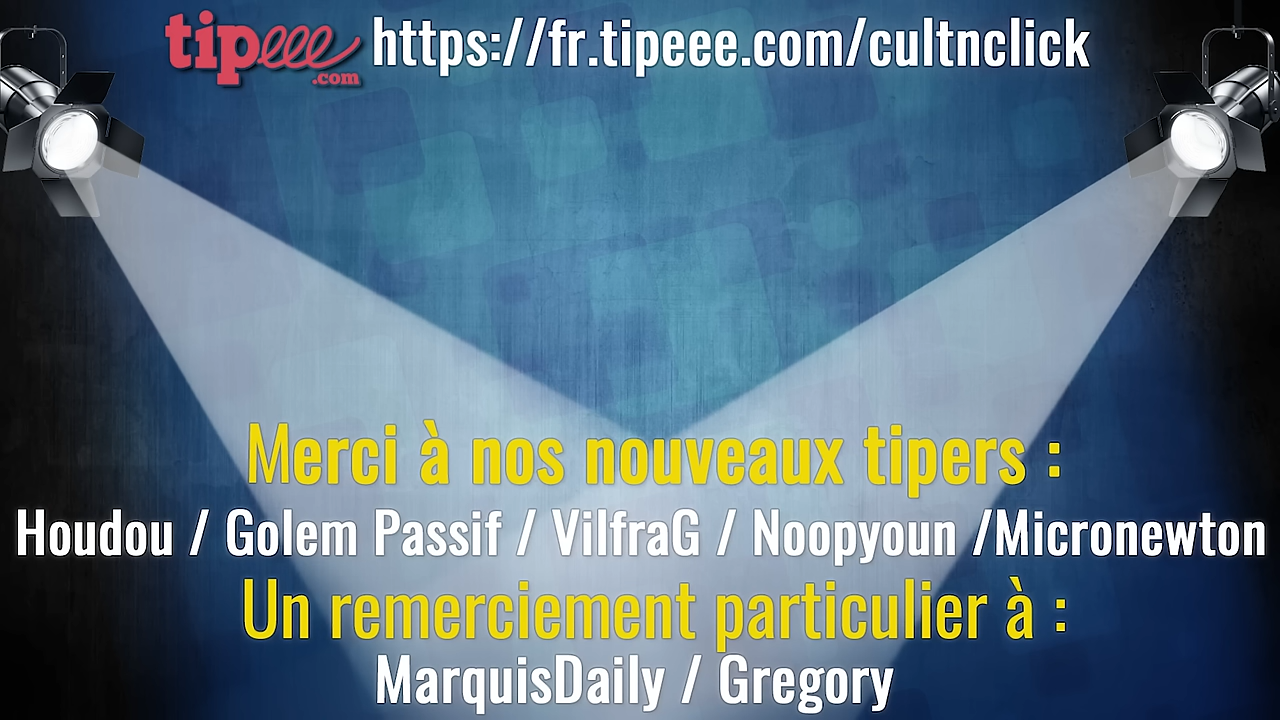 tipeee.com https://fr.tipeee.com/cultnclick
Merci à nos nouveaux tipers :
Houdou / Golem Passif / VilfraG / Noopyoun /Micronewton
Un remerciement particulier à :
MarquisDaily / Gregory